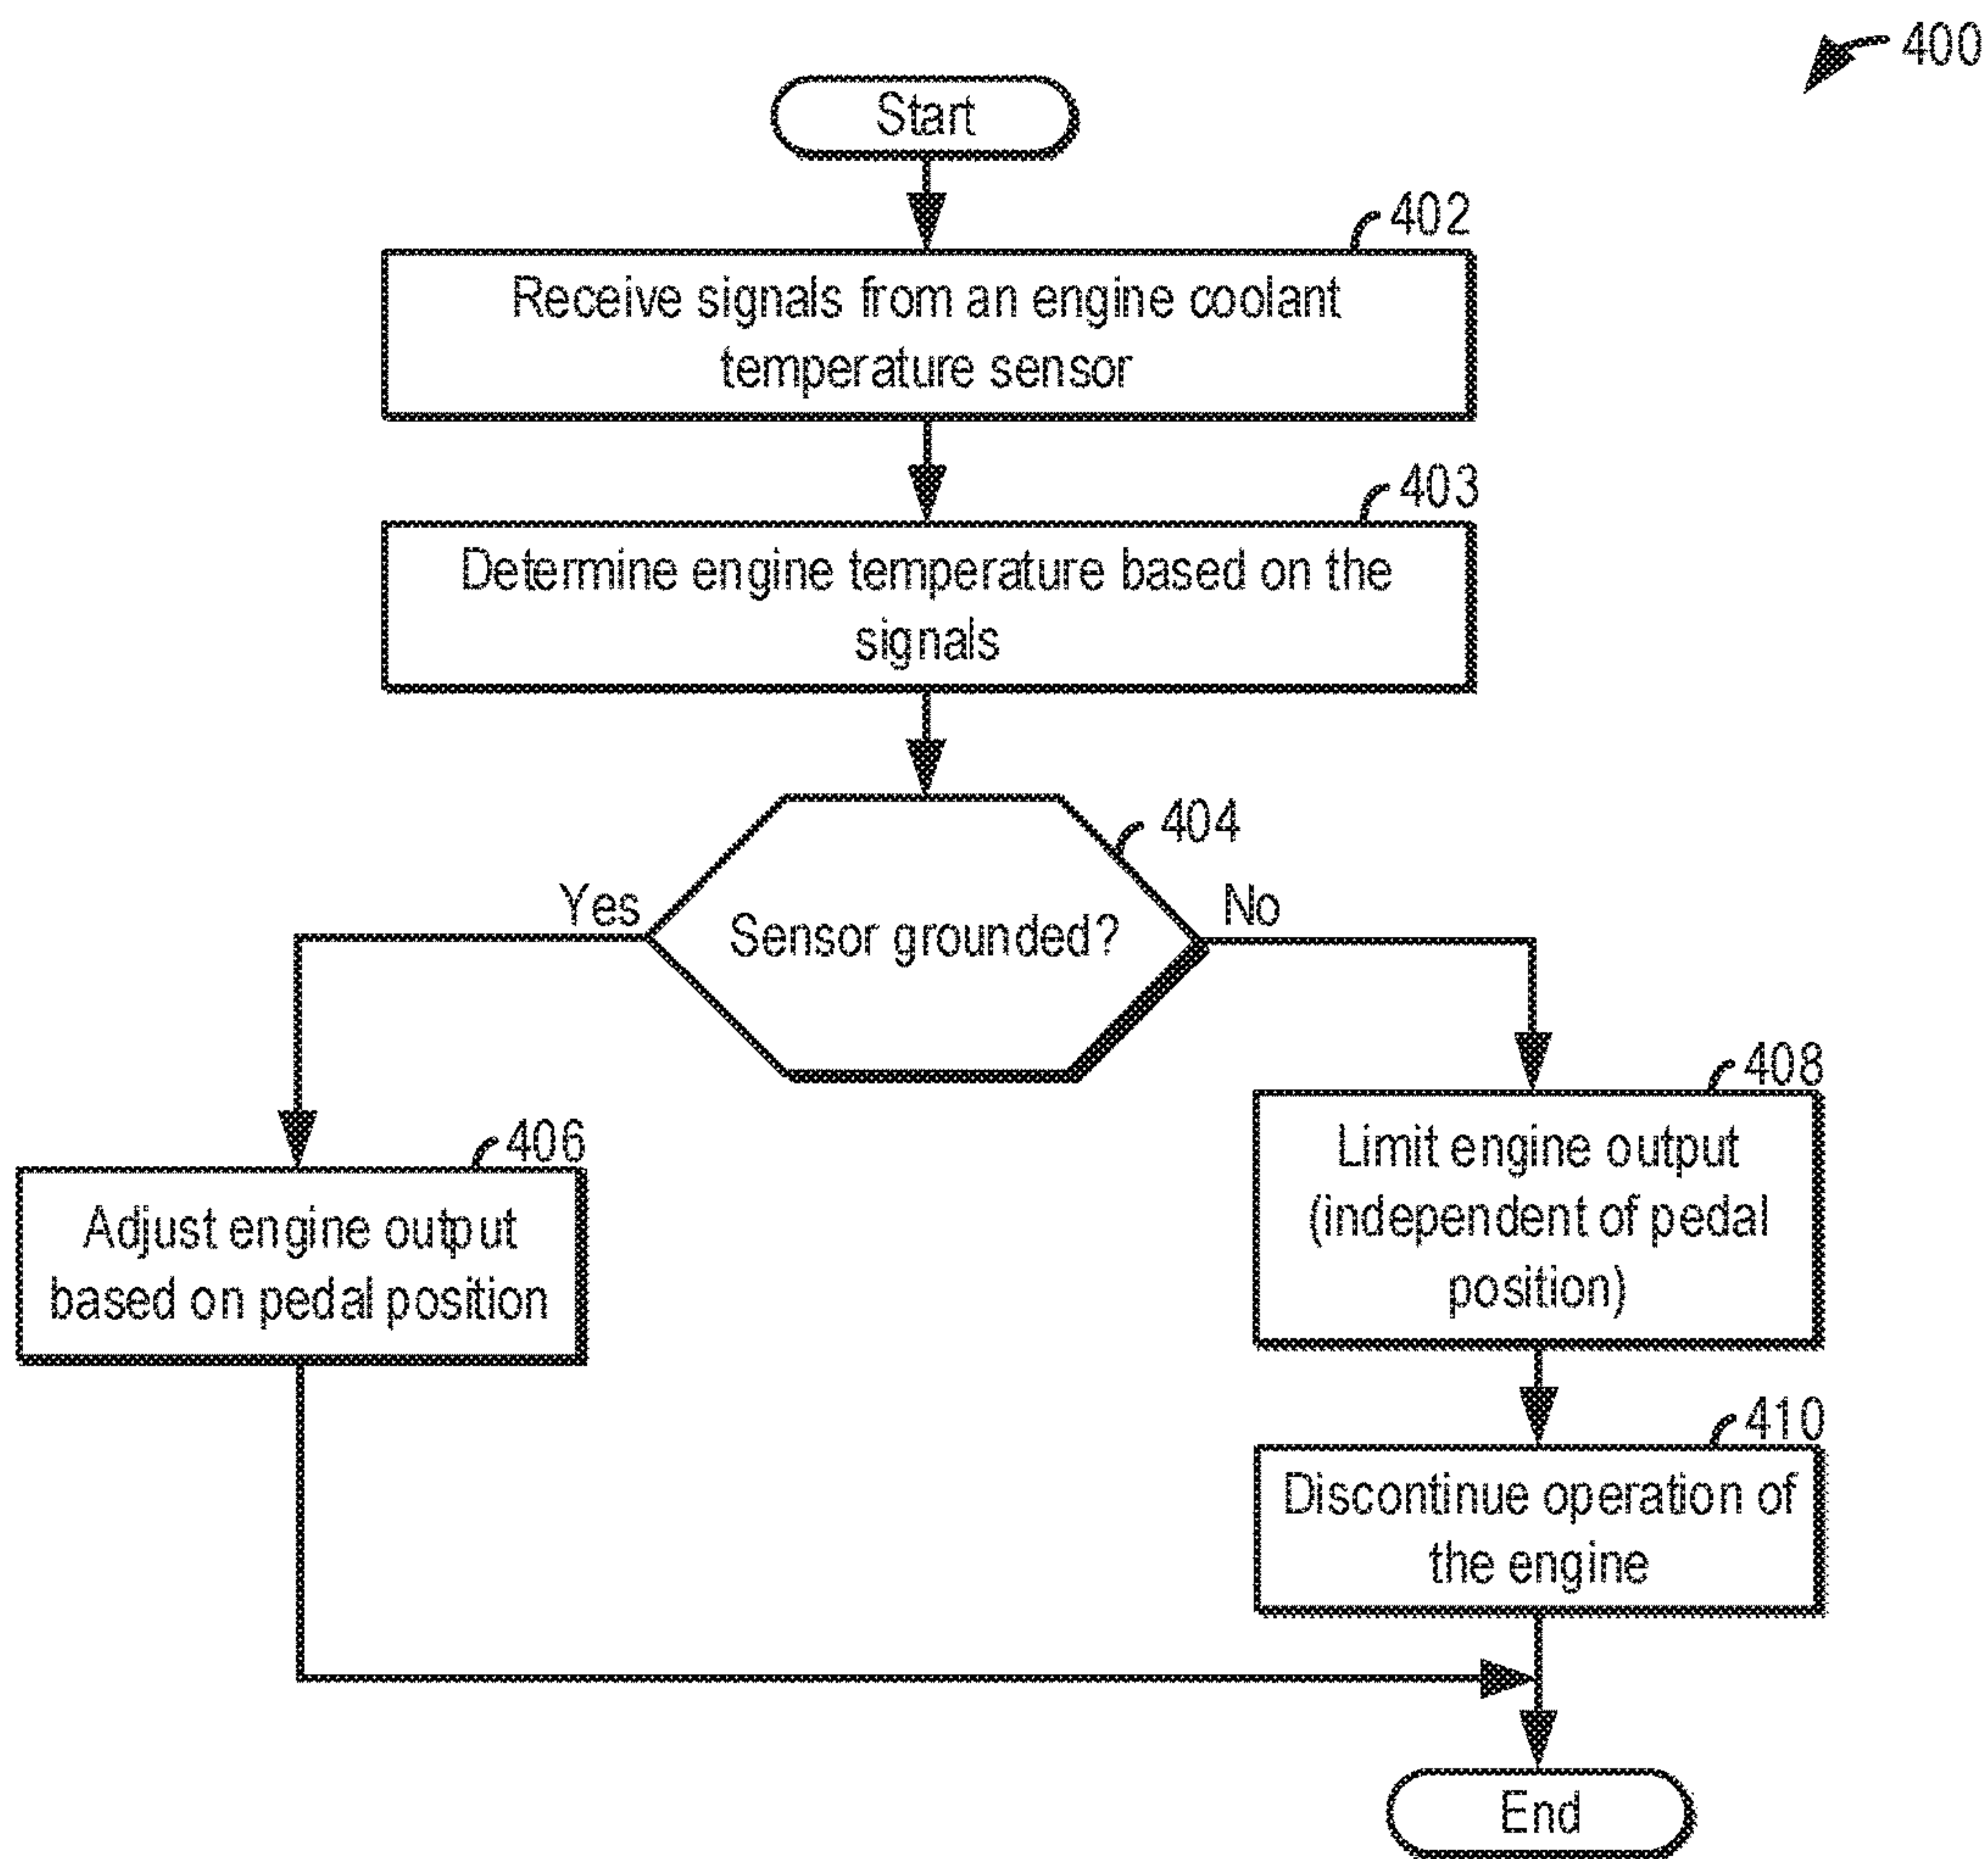 400
Start
402
Receive signals from an engine coolant
temperature sensor
403
Determine engine temperature based on the
signals
404
Yes
Sensor grounded?
No
406
Adjust engine output
based on pedal position
408
Limit engine output
(independent of pedal
position)
410
Discontinue operation of
the engine
End